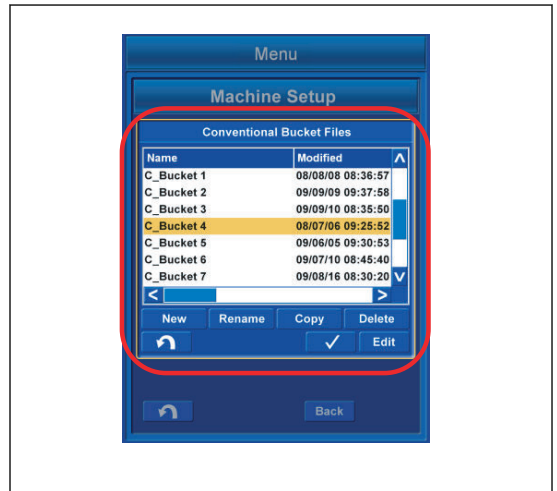 Menu
Machine Setup
Conventional Bucket Files
Name Modified
C_Bucket 1 08/08/08 08:36:57
C_Bucket 2 09/09/09 09:37:58
C_Bucket 3 09/09/10 08:35:50
C_Bucket 4 08/07/06 09:25:52
C_Bucket 5 09/06/05 09:30:53
C_Bucket 6 09/07/10 08:45:40
C_Bucket 7 09/08/16 08:30:20
New Rename Copy Delete
Edit
Back